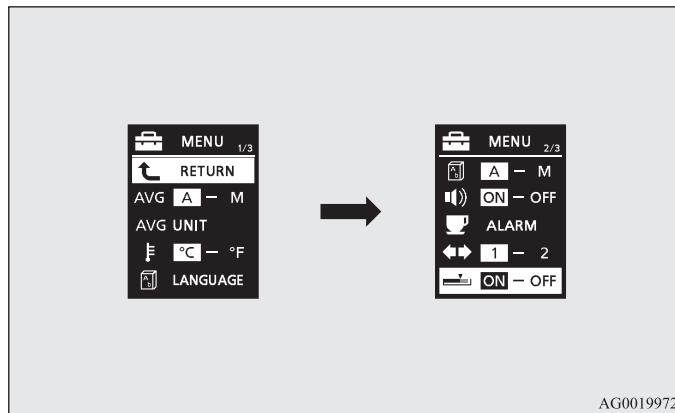 MENU 1/3
RETURN
AVG A – M
AVG UNIT
°C – °F
A b LANGUAGE
MENU 2/3
A b A – M
ON – OFF
ALARM
1 – 2
ON – OFF
AG0019972